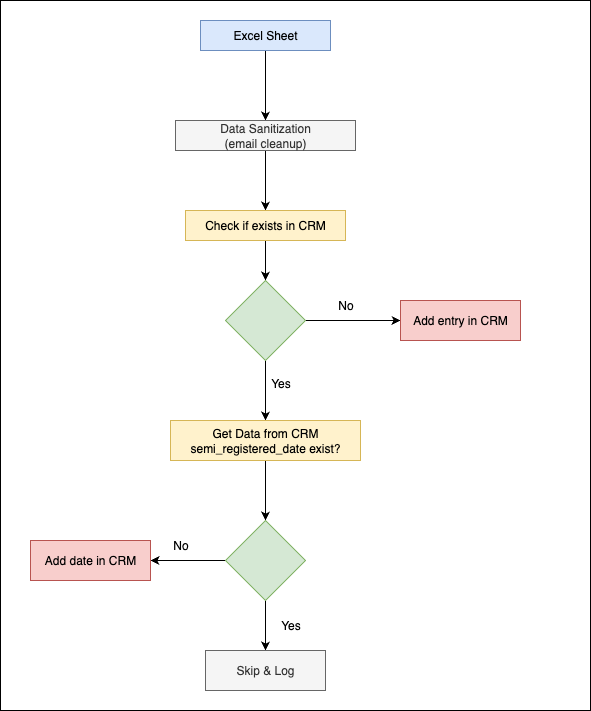 Excel Sheet
Data Sanitization
(email cleanup)
Check if exists in CRM
No
Add entry in CRM
Yes
Get Data from CRM
semi_registered_date exist?
No
Add date in CRM
Yes
Skip & Log